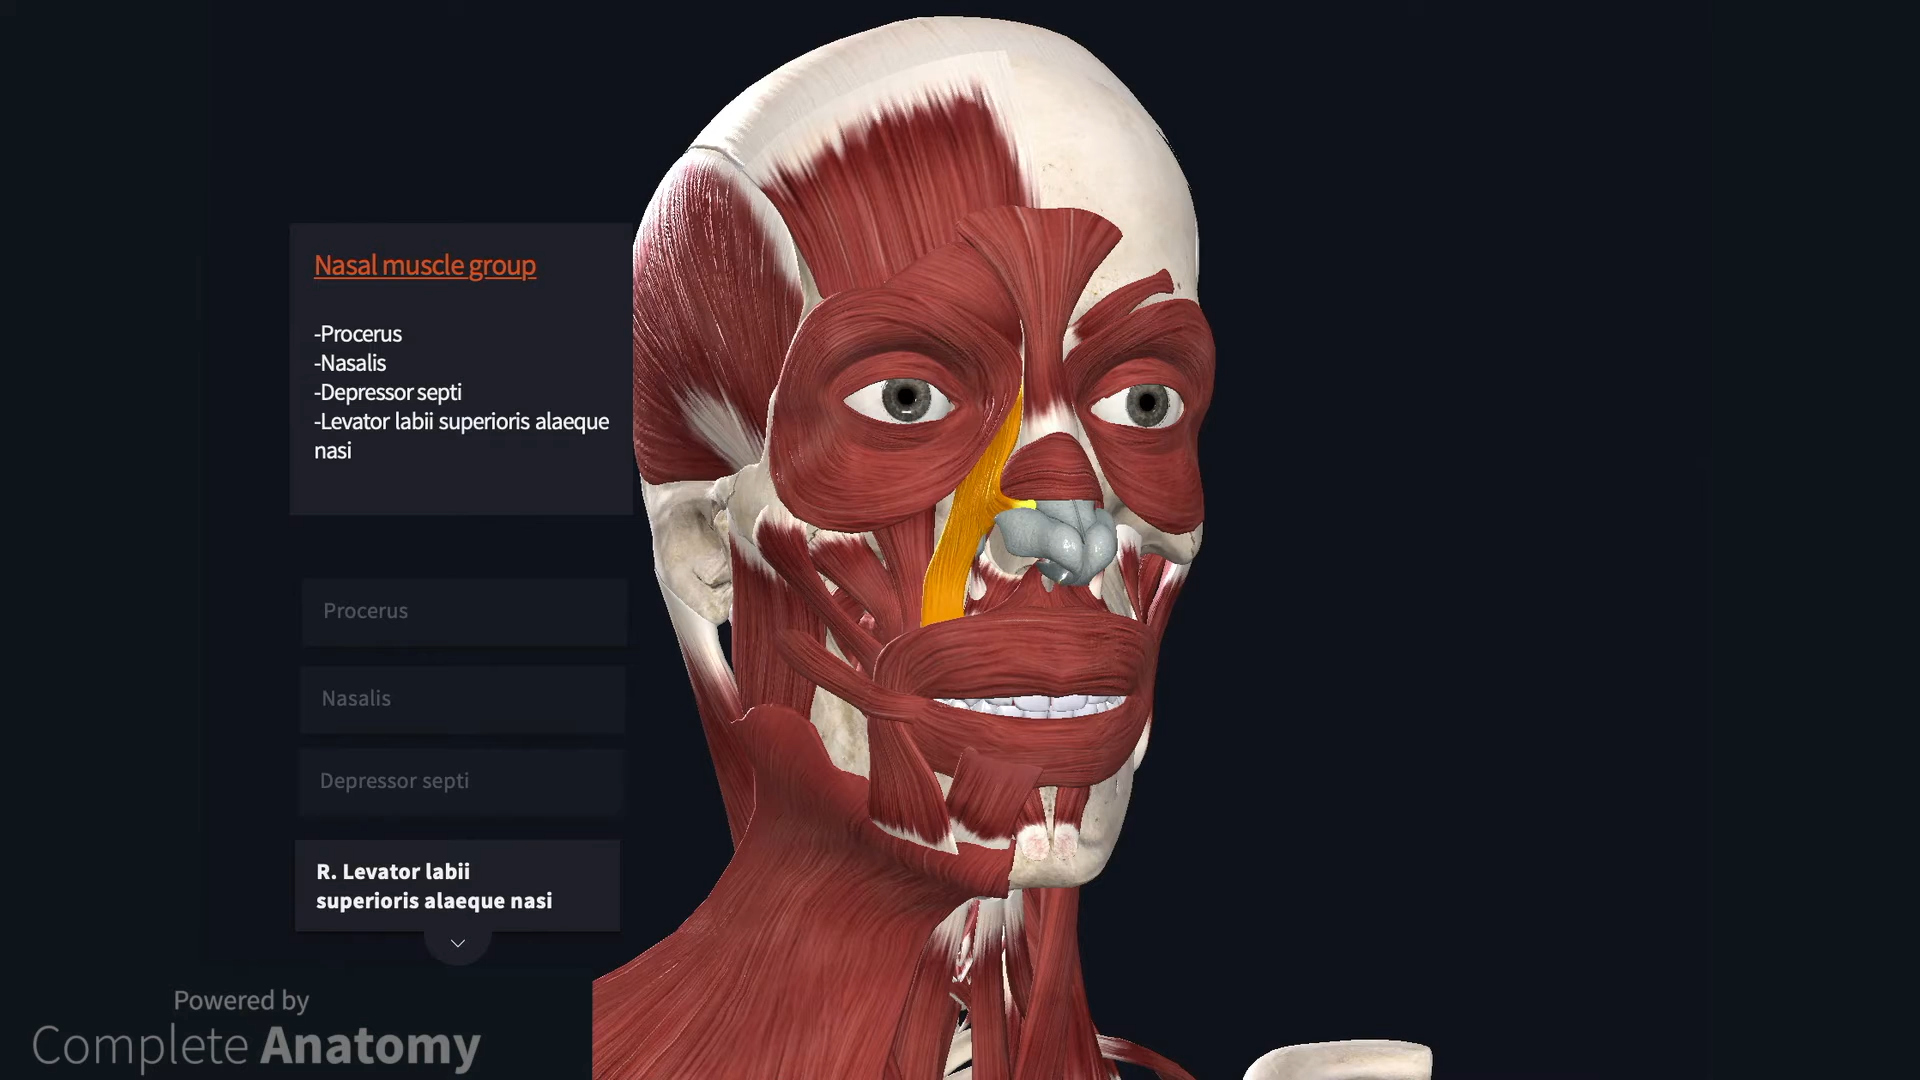 Nasal muscle group
-Procerus
-Nasalis
-Depressor septi
-Levator labii superioris alaeque
nasi
Procerus
Nasalis
Depressor septi
R. Levator labii
superioris alaeque nasi
Powered by
Complete Anatomy